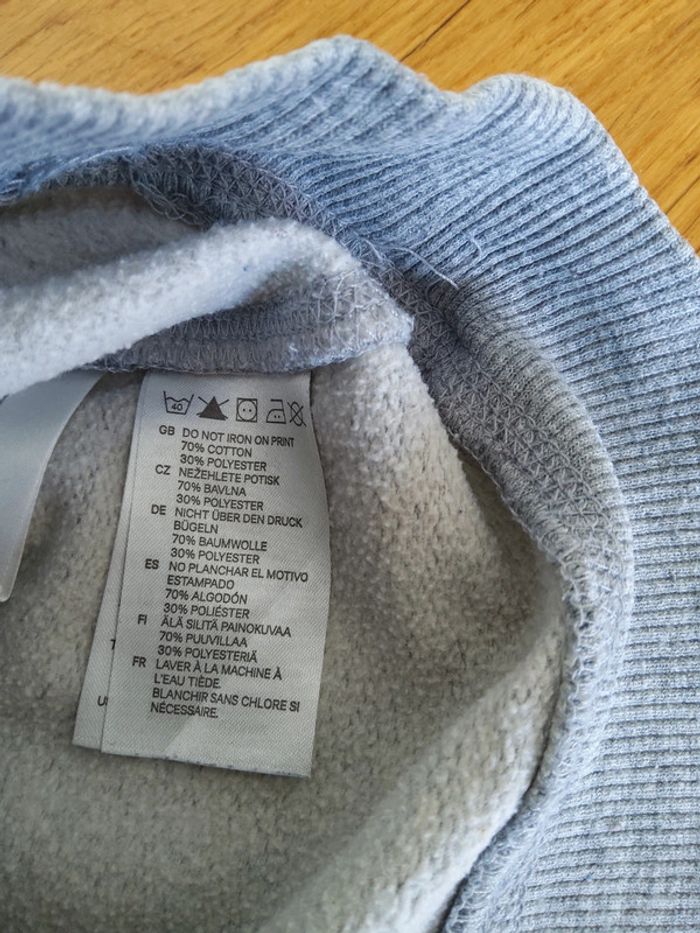 40
GB DO NOT IRON ON PRINT
70% COTTON
30% POLYESTER
CZ NEŽEHLETE POTISK
70% BAVLNA
30% POLYESTER
DE NICHT ÜBER DEN DRUCK
BÜGELN
70% BAUMWOLLE
30% POLYESTER
ES NO PLANCHAR EL MOTIVO
ESTAMPADO
70% ALGODÓN
30% POLIÉSTER
FI ÄLÄ SILITÄ PAINOKUVAA
70% PUUVILLAA
30% POLYESTERIÄ
FR LAVER À LA MACHINE À
L'EAU TIÈDE.
BLANCHIR SANS CHLORE SI
NÉCESSAIRE.